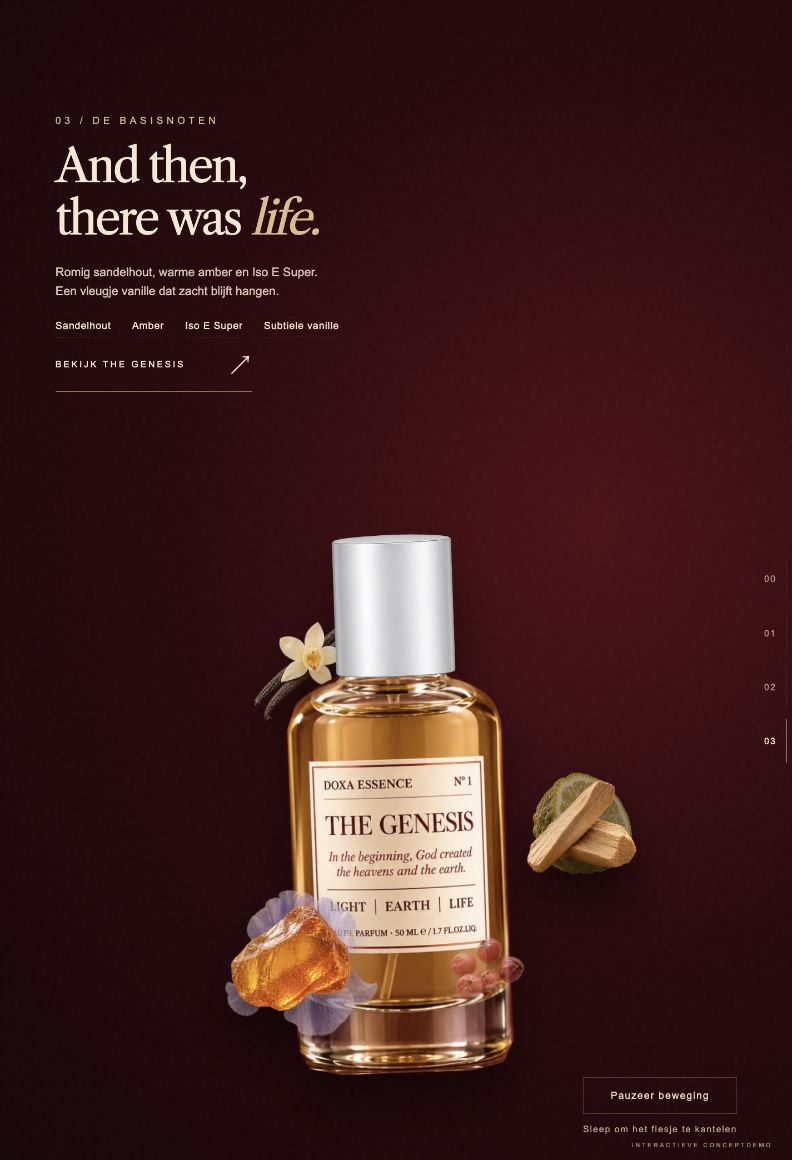 03 / DE BASISNOTEN
And then,
there was life.
Romig sandelhout, warme amber en Iso E Super.
Een vleugje vanille dat zacht blijft hangen.
Sandelhout Amber Iso E Super Subtiele vanille
BEKIJK THE GENESIS
00
01
02
03
DOXA ESSENCE Nº 1
THE GENESIS
In the beginning, God created
the heavens and the earth.
LIGHT | EARTH | LIFE
PARFUM • 50 ML ℮ / 1.7 FL.OZ.LIQ.
Pauzeer beweging
Sleep om het flesje te kantelen
INTERACTIEVE CONCEPTDEMO